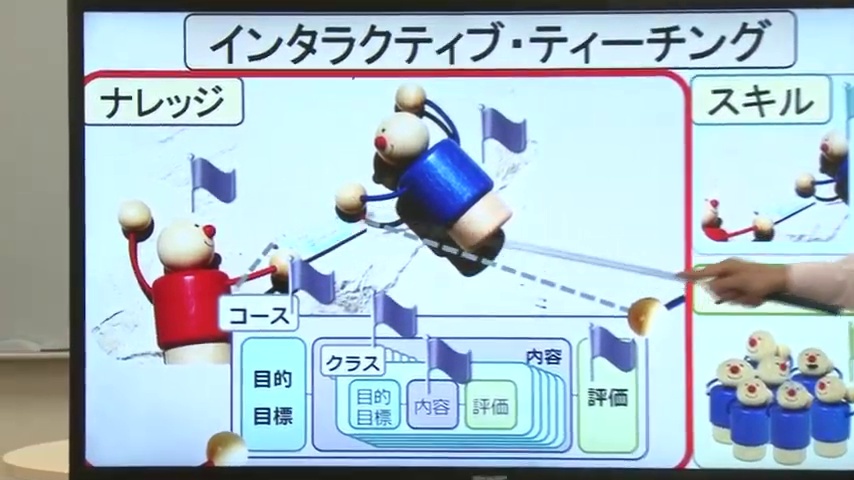 インタラクティブ・ティーチング
ナレッジ
スキル
コース
目的
目標
クラス
内容
目的
目標
内容
評価
評価